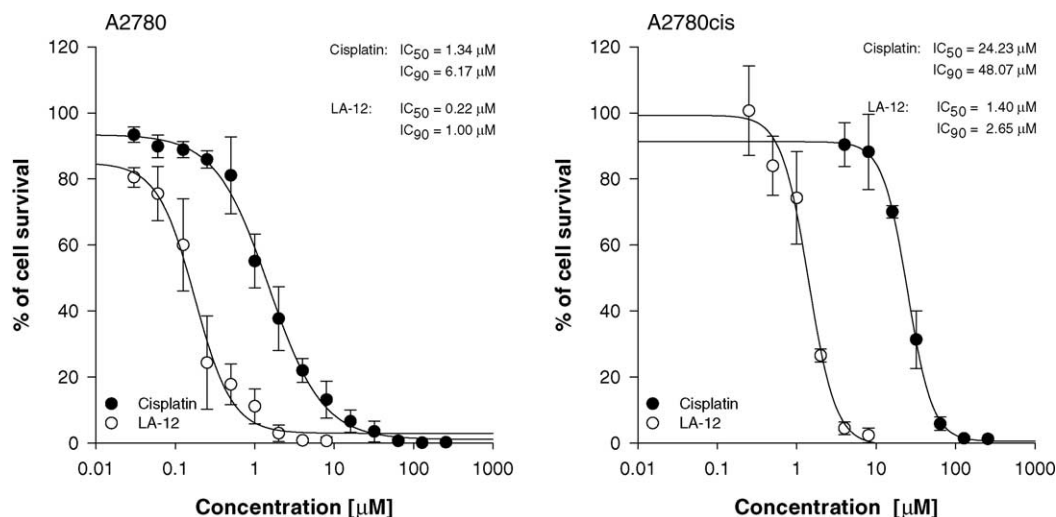 A2780
Cisplatin: IC50 = 1.34 μM
IC90 = 6.17 μM
LA-12: IC50 = 0.22 μM
IC90 = 1.00 μM
120
100
80
60
40
20
0
% of cell survival
Cisplatin
LA-12
0.01 0.1 1 10 100 1000
Concentration [μM]
A2780cis
Cisplatin: IC50 = 24.23 μM
IC90 = 48.07 μM
LA-12: IC50 = 1.40 μM
IC90 = 2.65 μM
120
100
80
60
40
20
0
% of cell survival
Cisplatin
LA-12
0.01 0.1 1 10 100 1000
Concentration [μM]